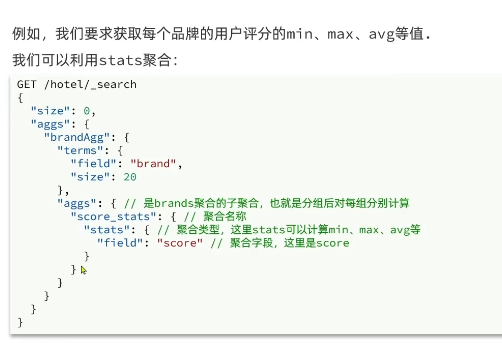 例如，我们要求获取每个品牌的用户评分的min、max、avg等值.
我们可以利用stats聚合：
GET /hotel/_search
{
  "size": 0,
  "aggs": {
    "brandAgg": {
      "terms": {
        "field": "brand",
        "size": 20
      },
      "aggs": { // 是brands聚合的子聚合，也就是分组后对每组分别计算
        "score_stats": { // 聚合名称
          "stats": { // 聚合类型，这里stats可以计算min、max、avg等
            "field": "score" // 聚合字段，这里是score
          }
        }
      }
    }
  }
}